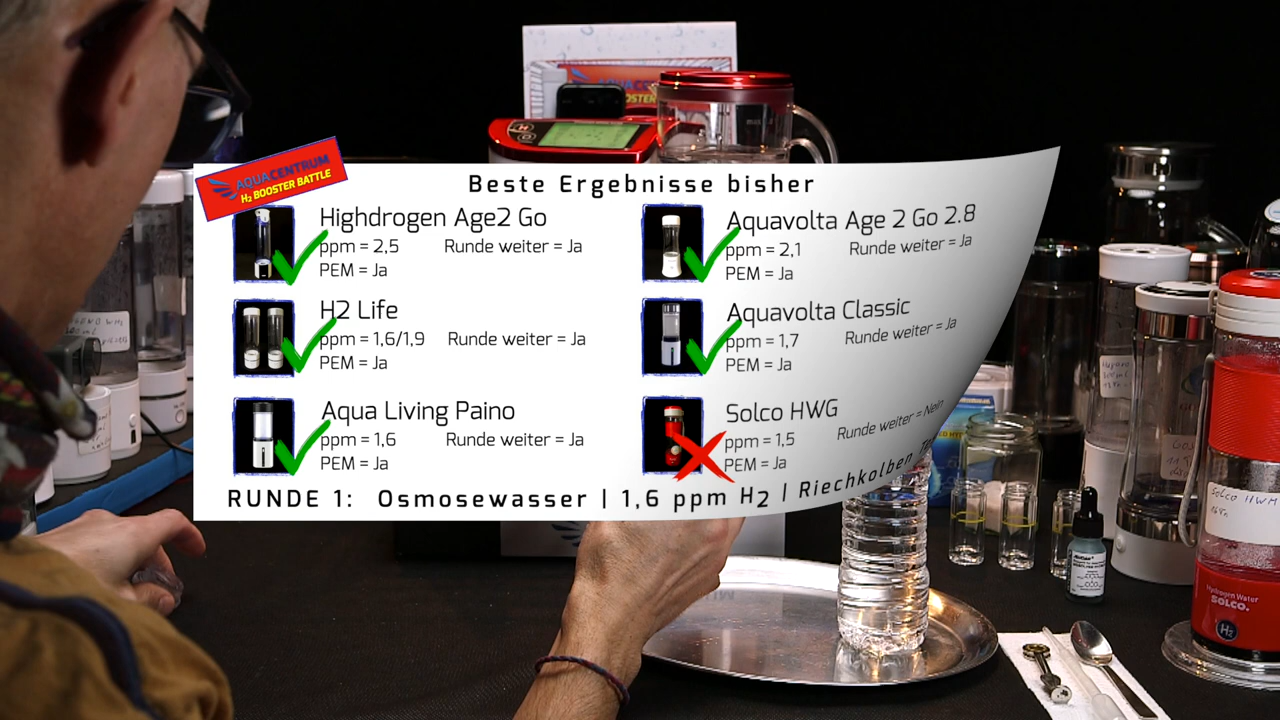 AQUACENTRUM
H₂ BOOSTER BATTLE
Beste Ergebnisse bisher
Highdrogen Age2 Go
ppm = 2,5 Runde weiter = Ja
PEM = Ja
H2 Life
ppm = 1,6/1,9 Runde weiter = Ja
PEM = Ja
Aqua Living Paino
ppm = 1,6 Runde weiter = Ja
PEM = Ja
Aquavolta Age 2 Go 2.8
ppm = 2,1 Runde weiter = Ja
PEM = Ja
Aquavolta Classic
ppm = 1,7 Runde weiter = Ja
PEM = Ja
Solco HWG
ppm = 1,5 Runde weiter = Nein
PEM = Ja
RUNDE 1: Osmosewasser | 1,6 ppm H2 | Riechkolben
Solco HWM
Hydrogen Water
SOLCO.
H₂